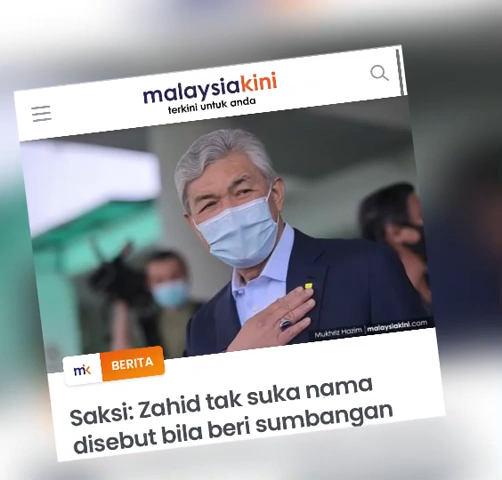 malaysiakini
terkini untuk anda
Mukhriz Hazim | malaysiakini.com
mk BERITA
Saksi: Zahid tak suka nama
disebut bila beri sumbangan